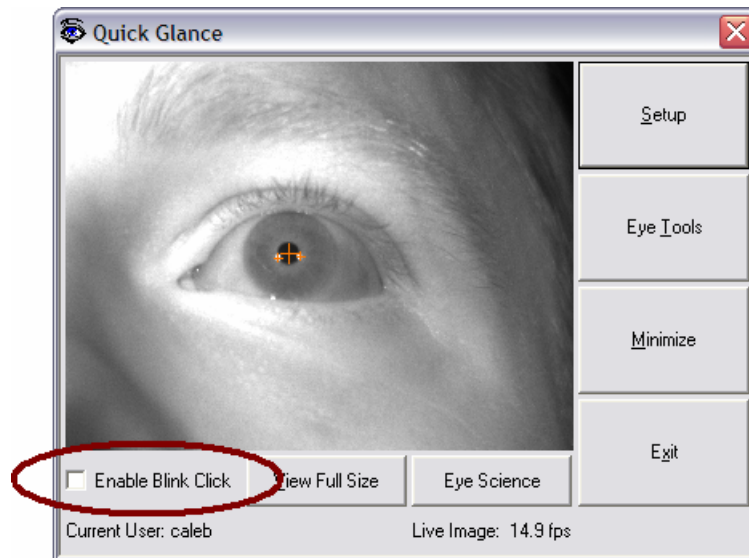 Quick Glance
Setup
Eye Tools
Minimize
Exit
Enable Blink Click
View Full Size
Eye Science
Current User: caleb
Live Image: 14.9 fps